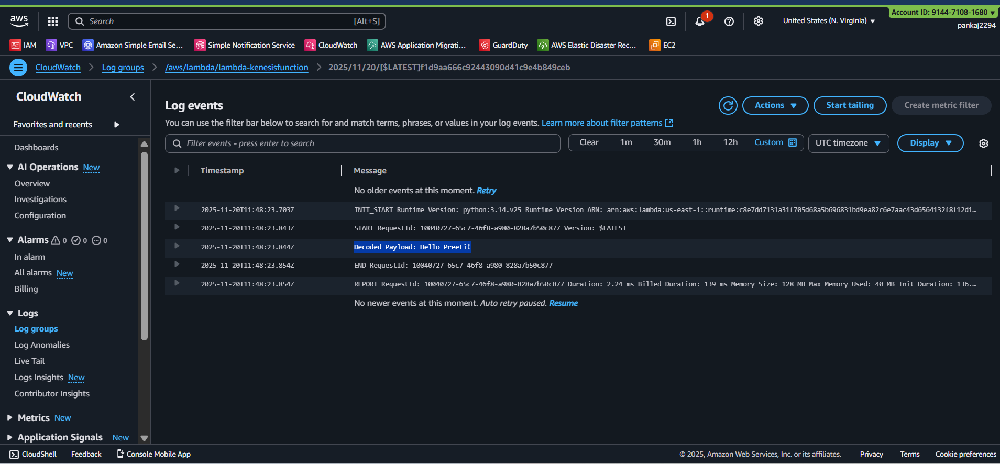 aws
Search [Alt+S]
1
United States (N. Virginia)
Account ID: 9144-7108-1680
pankaj2294
IAM VPC Amazon Simple Email Se... Simple Notification Service CloudWatch AWS Application Migrati... GuardDuty AWS Elastic Disaster Rec... EC2
CloudWatch Log groups /aws/lambda/lambda-kenesisfunction 2025/11/20/[$LATEST]f1d9aa666c92443090d41c9e4b849ceb
CloudWatch
Favorites and recents
Dashboards
AI Operations New
Overview
Investigations
Configuration
Alarms 0 0 0
In alarm
All alarms New
Billing
Logs
Log groups
Log Anomalies
Live Tail
Logs Insights New
Contributor Insights
Metrics New
Application Signals New
Log events
Actions Start tailing Create metric filter
You can use the filter bar below to search for and match terms, phrases, or values in your log events. Learn more about filter patterns
Filter events - press enter to search
Clear 1m 30m 1h 12h Custom UTC timezone Display
Timestamp Message
No older events at this moment. Retry
2025-11-20T11:48:23.703Z INIT_START Runtime Version: python:3.14.v25 Runtime Version ARN: arn:aws:lambda:us-east-1::runtime:c8e7dd7131a31f705d68a5b696831bd9ea82c6e7aac43d6564132f8f12d1…
2025-11-20T11:48:23.843Z START RequestId: 10040727-65c7-46f8-a980-828a7b50c877 Version: $LATEST
2025-11-20T11:48:23.844Z Decoded Payload: Hello Preeti!
2025-11-20T11:48:23.854Z END RequestId: 10040727-65c7-46f8-a980-828a7b50c877
2025-11-20T11:48:23.854Z REPORT RequestId: 10040727-65c7-46f8-a980-828a7b50c877 Duration: 2.24 ms Billed Duration: 139 ms Memory Size: 128 MB Max Memory Used: 40 MB Init Duration: 136.…
No newer events at this moment. Auto retry paused. Resume
CloudShell Feedback Console Mobile App
© 2025, Amazon Web Services, Inc. or its affiliates. Privacy Terms Cookie preferences